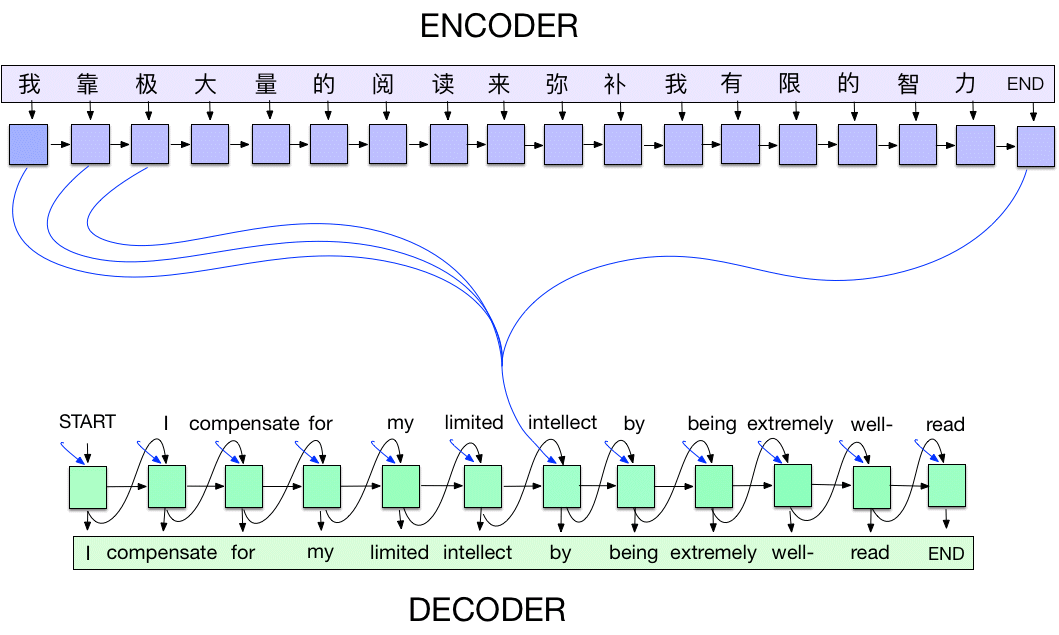 ENCODER
我 靠 极 大 量 的 阅 读 来 弥 补 我 有 限 的 智 力 END
START I compensate for my limited intellect by being extremely well- read
I compensate for my limited intellect by being extremely well- read END
DECODER